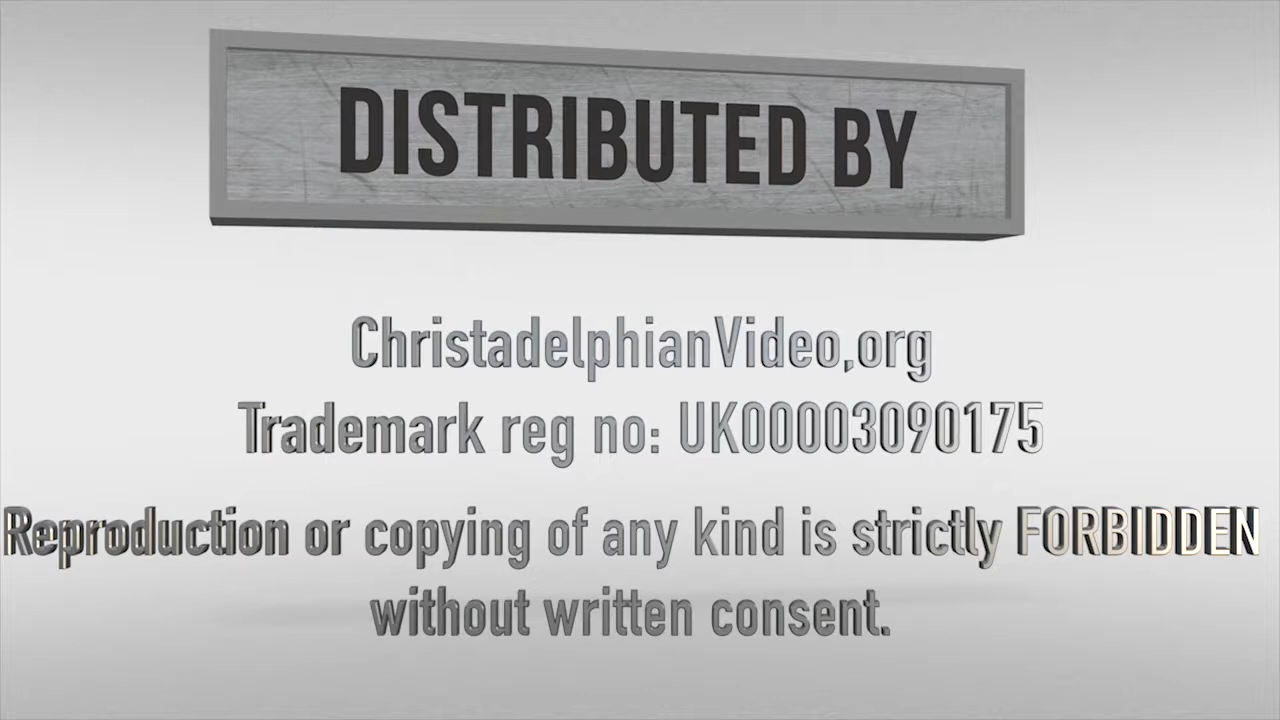 DISTRIBUTED BY
ChristadelphianVideo,org
Trademark reg no: UK00003090175
Reproduction or copying of any kind is strictly FORBIDDEN
without written consent.